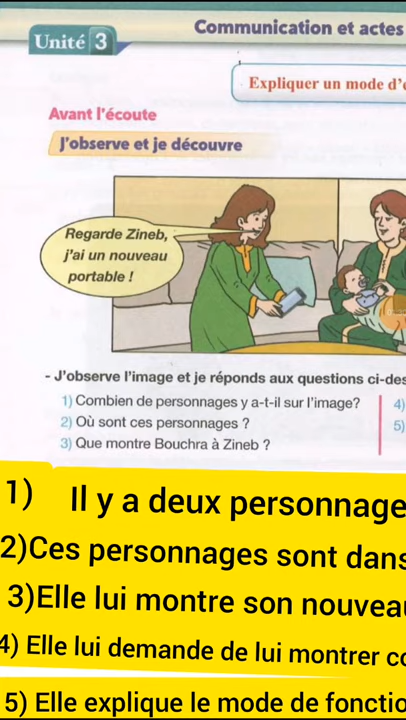 Unité 3
Communication et actes
Expliquer un mode d'
Avant l'écoute
J'observe et je découvre
Regarde Zineb,
j'ai un nouveau
portable !
- J'observe l'image et je réponds aux questions ci-des
1) Combien de personnages y a-t-il sur l'image?
2) Où sont ces personnages ?
3) Que montre Bouchra à Zineb ?
4)
5)
1) Il y a deux personnage
2)Ces personnages sont dans
3)Elle lui montre son nouveau
4) Elle lui demande de lui montrer co
5) Elle explique le mode de fonctio